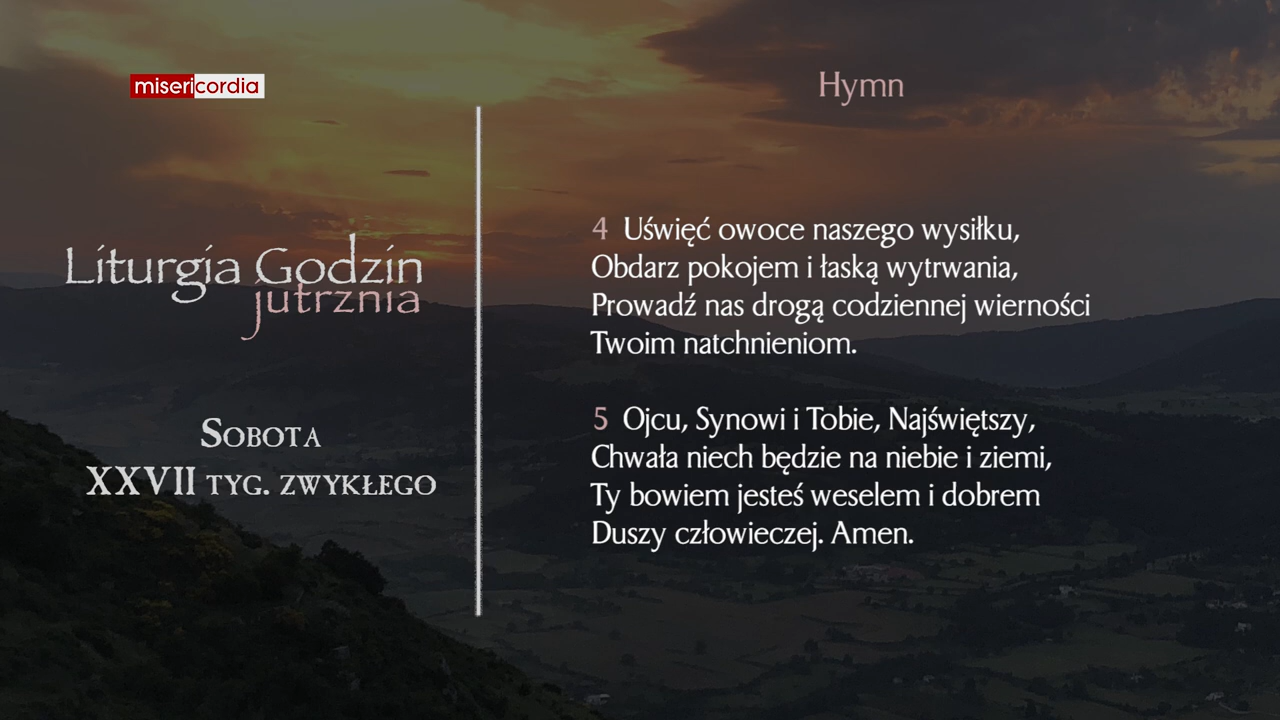 misericordia
Liturgia Godzin
jutrznia
Sobota
XXVII tyg. zwykłego
Hymn
4 Uświęć owoce naszego wysiłku,
Obdarz pokojem i łaską wytrwania,
Prowadź nas drogą codziennej wierności
Twoim natchnieniom.
5 Ojcu, Synowi i Tobie, Najświętszy,
Chwała niech będzie na niebie i ziemi,
Ty bowiem jesteś weselem i dobrem
Duszy człowieczej. Amen.